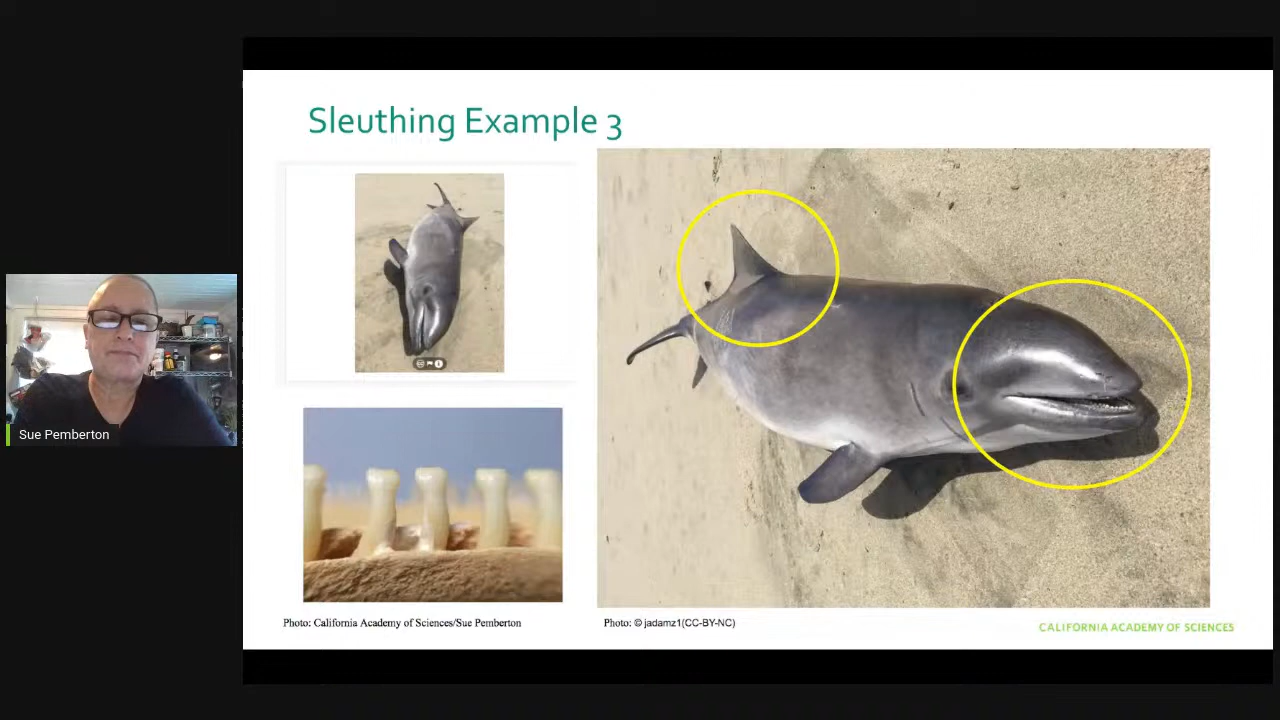 Sleuthing Example 3
Sue Pemberton
Photo: California Academy of Sciences/Sue Pemberton
Photo: © jadamz1(CC-BY-NC)
CALIFORNIA ACADEMY OF SCIENCES